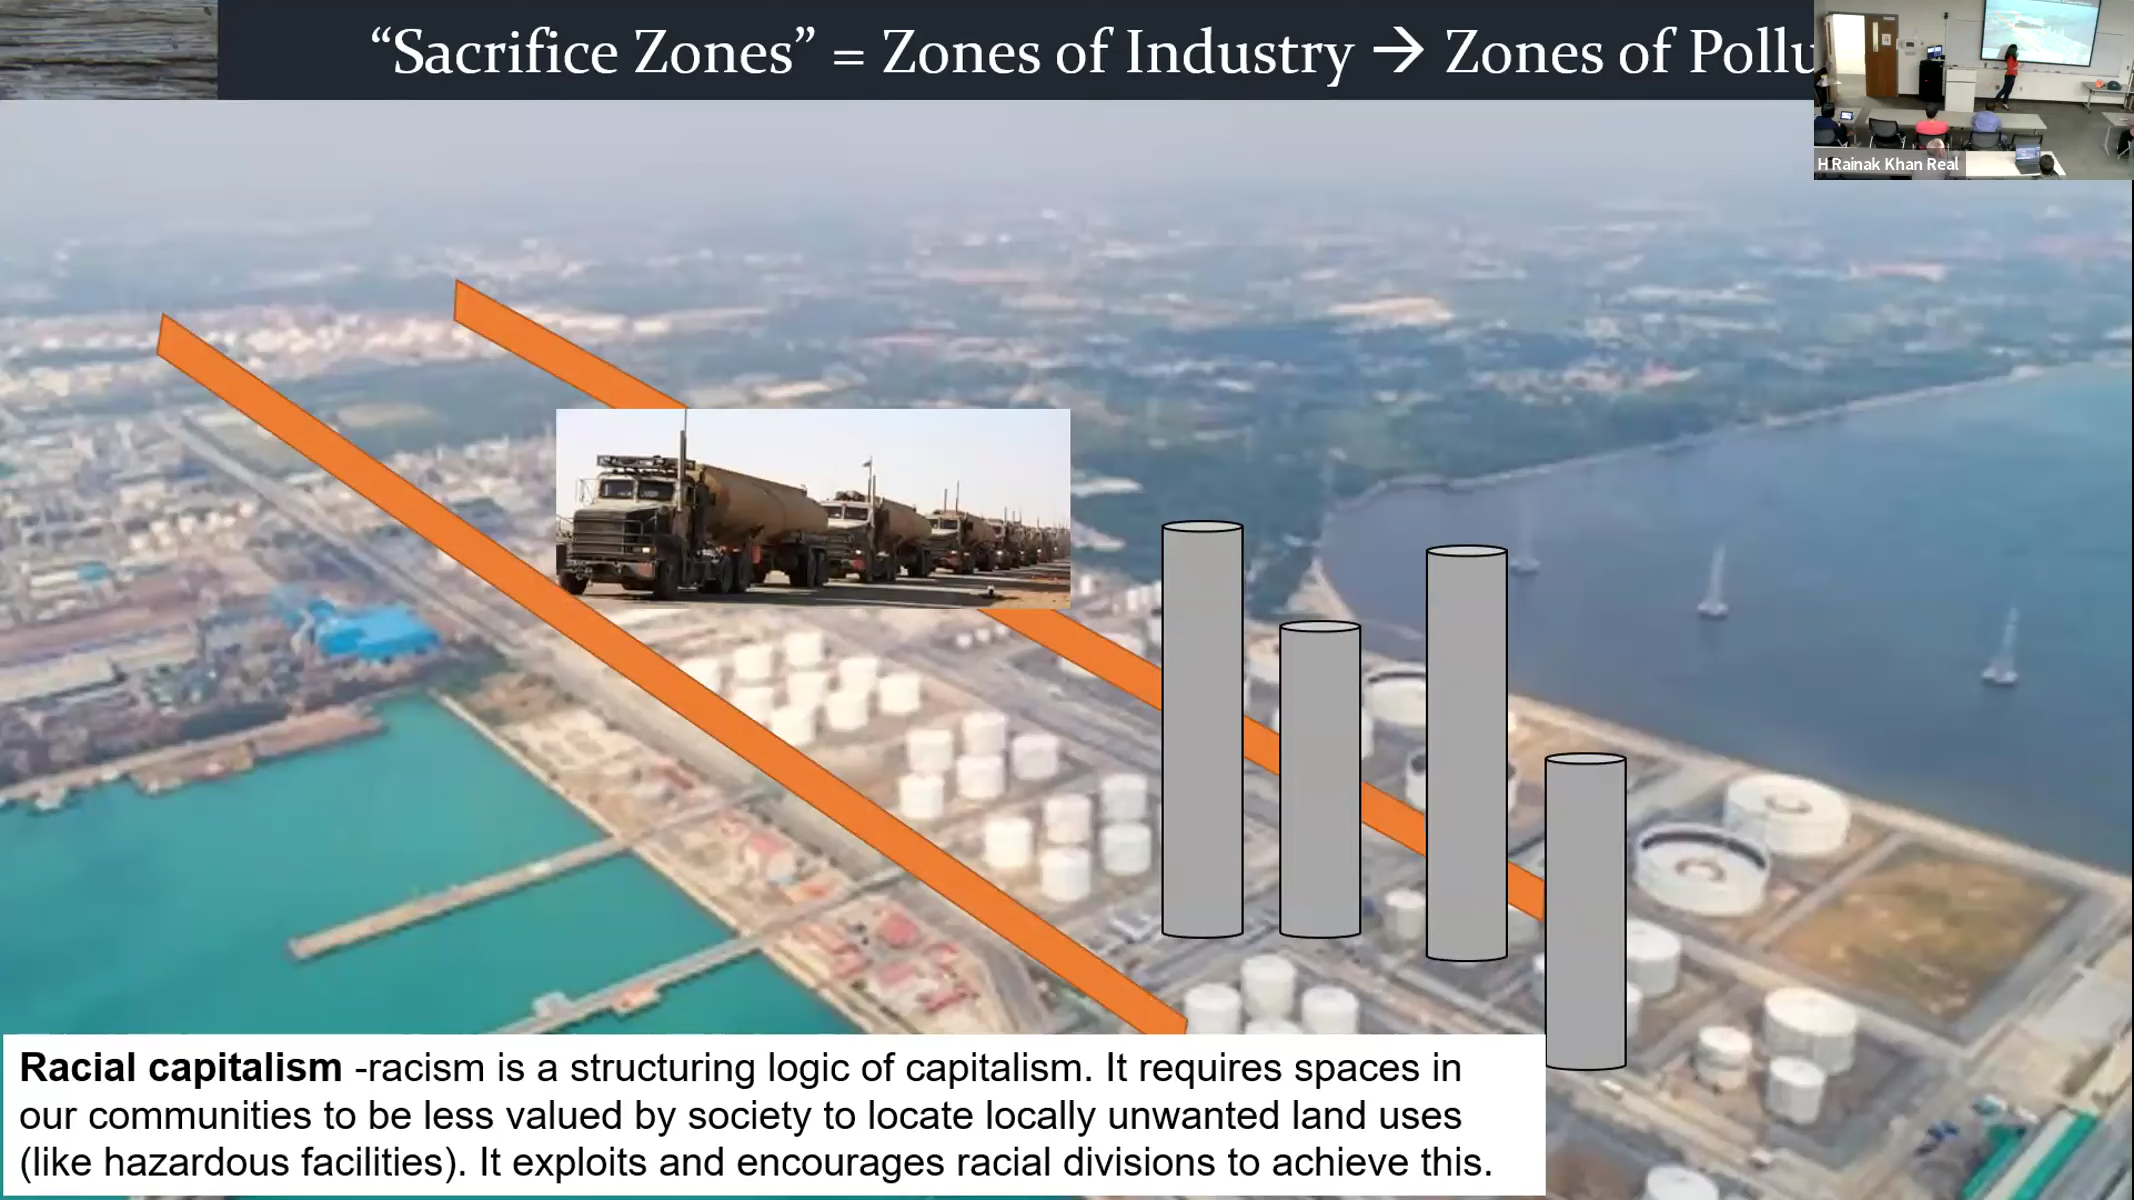 “Sacrifice Zones” = Zones of Industry → Zones of Pollu
H Rainak Khan Real
Racial capitalism -racism is a structuring logic of capitalism. It requires spaces in
our communities to be less valued by society to locate locally unwanted land uses
(like hazardous facilities). It exploits and encourages racial divisions to achieve this.